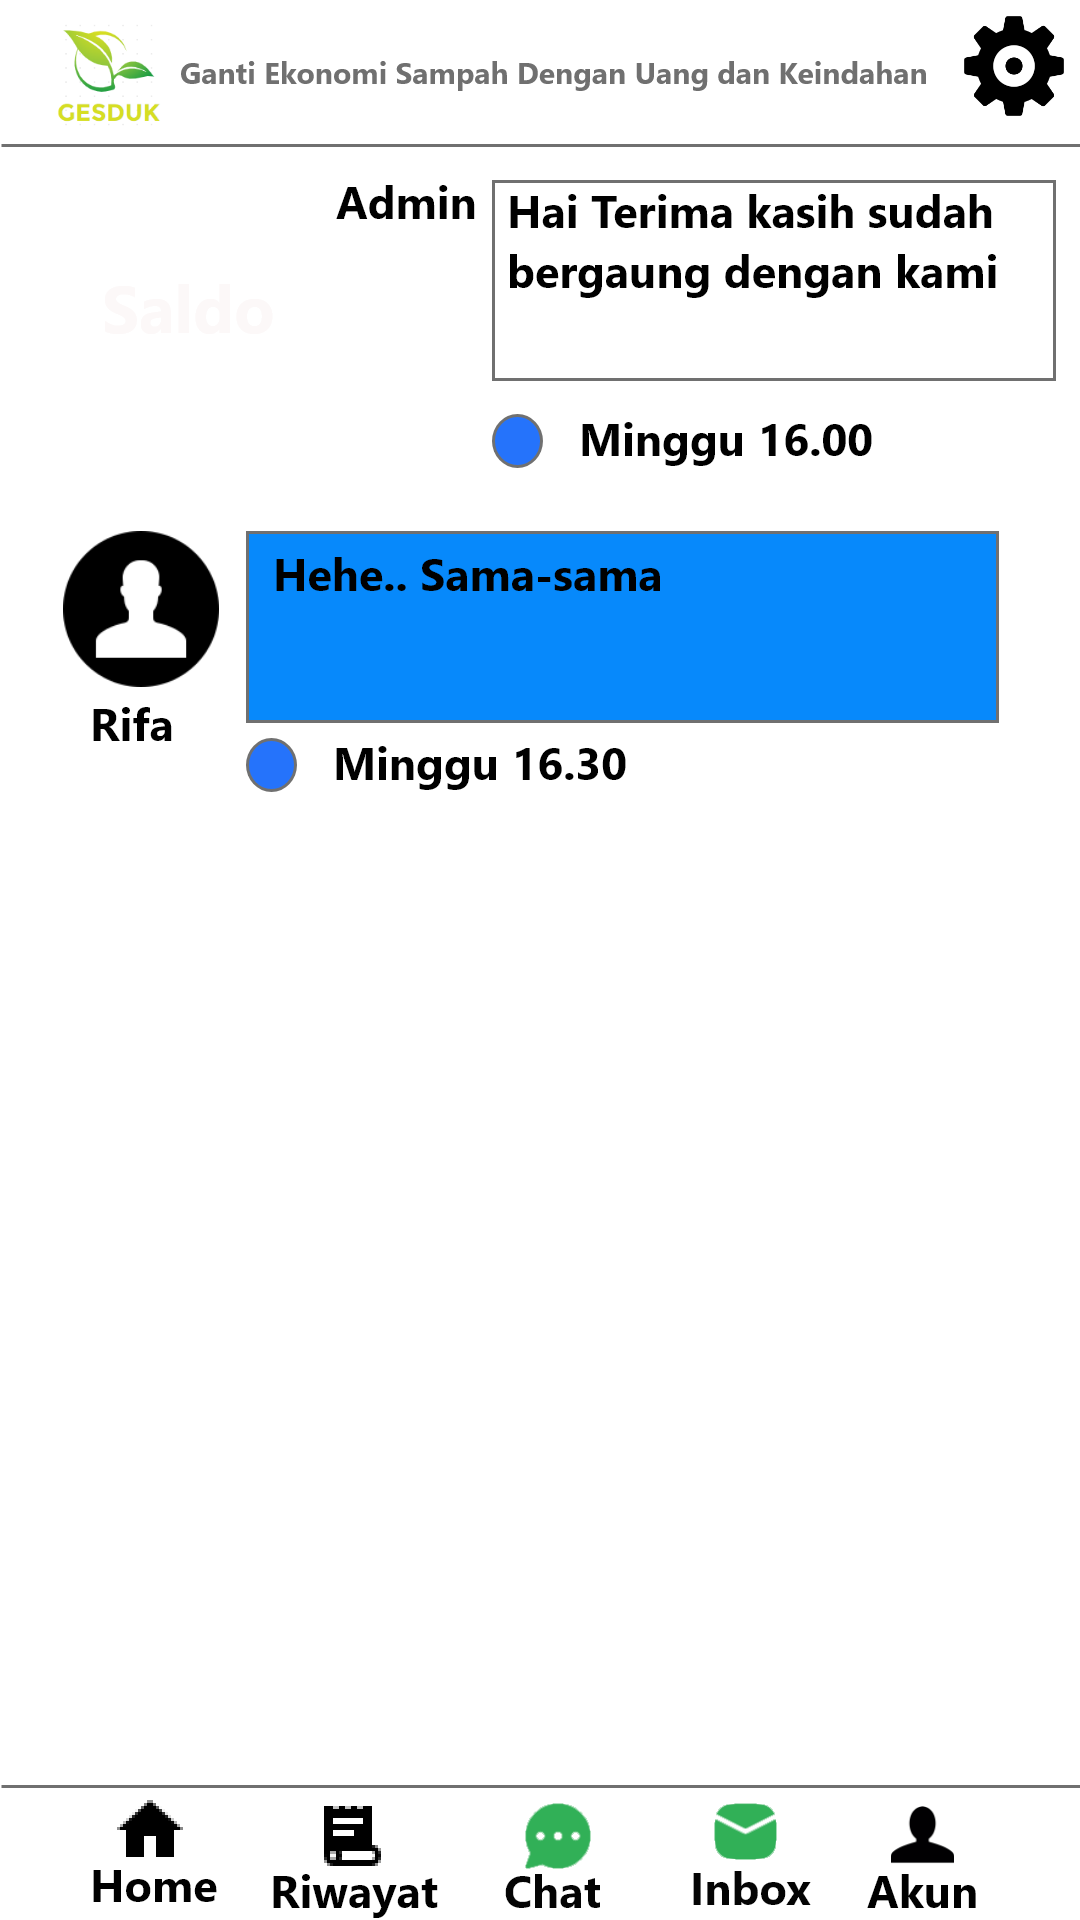 GESDUK
Ganti Ekonomi Sampah Dengan Uang dan Keindahan
Admin
Hai Terima kasih sudah
bergaung dengan kami
Saldo
Minggu 16.00
Hehe.. Sama-sama
Rifa
Minggu 16.30
Home
Riwayat
Chat
Inbox
Akun